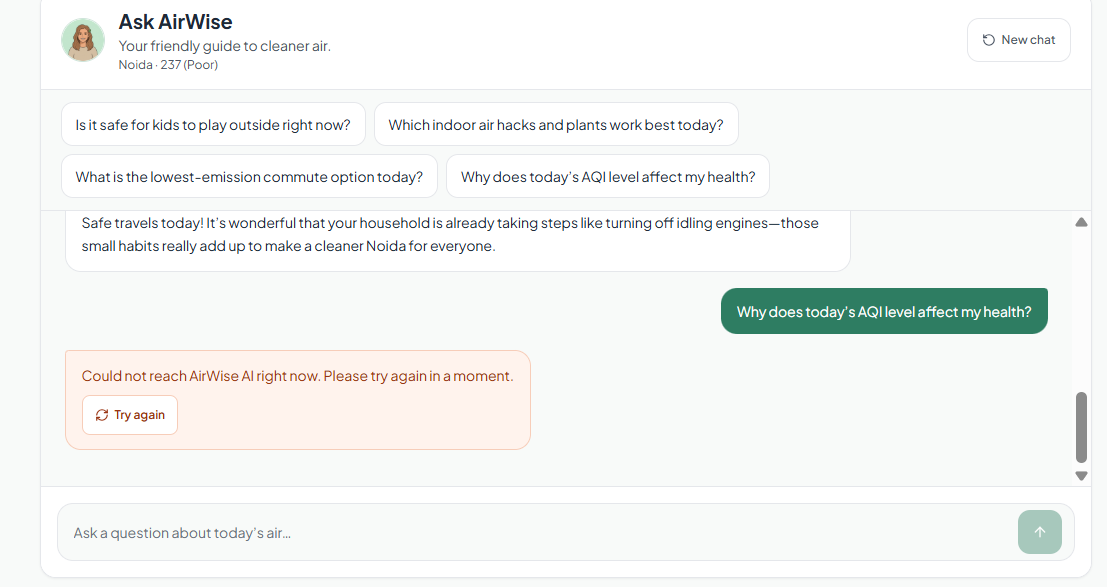 Ask AirWise
Your friendly guide to cleaner air.
Noida · 237 (Poor)
New chat
Is it safe for kids to play outside right now?
Which indoor air hacks and plants work best today?
What is the lowest-emission commute option today?
Why does today's AQI level affect my health?
Safe travels today! It's wonderful that your household is already taking steps like turning off idling engines—those
small habits really add up to make a cleaner Noida for everyone.
Why does today's AQI level affect my health?
Could not reach AirWise AI right now. Please try again in a moment.
Try again
Ask a question about today's air...